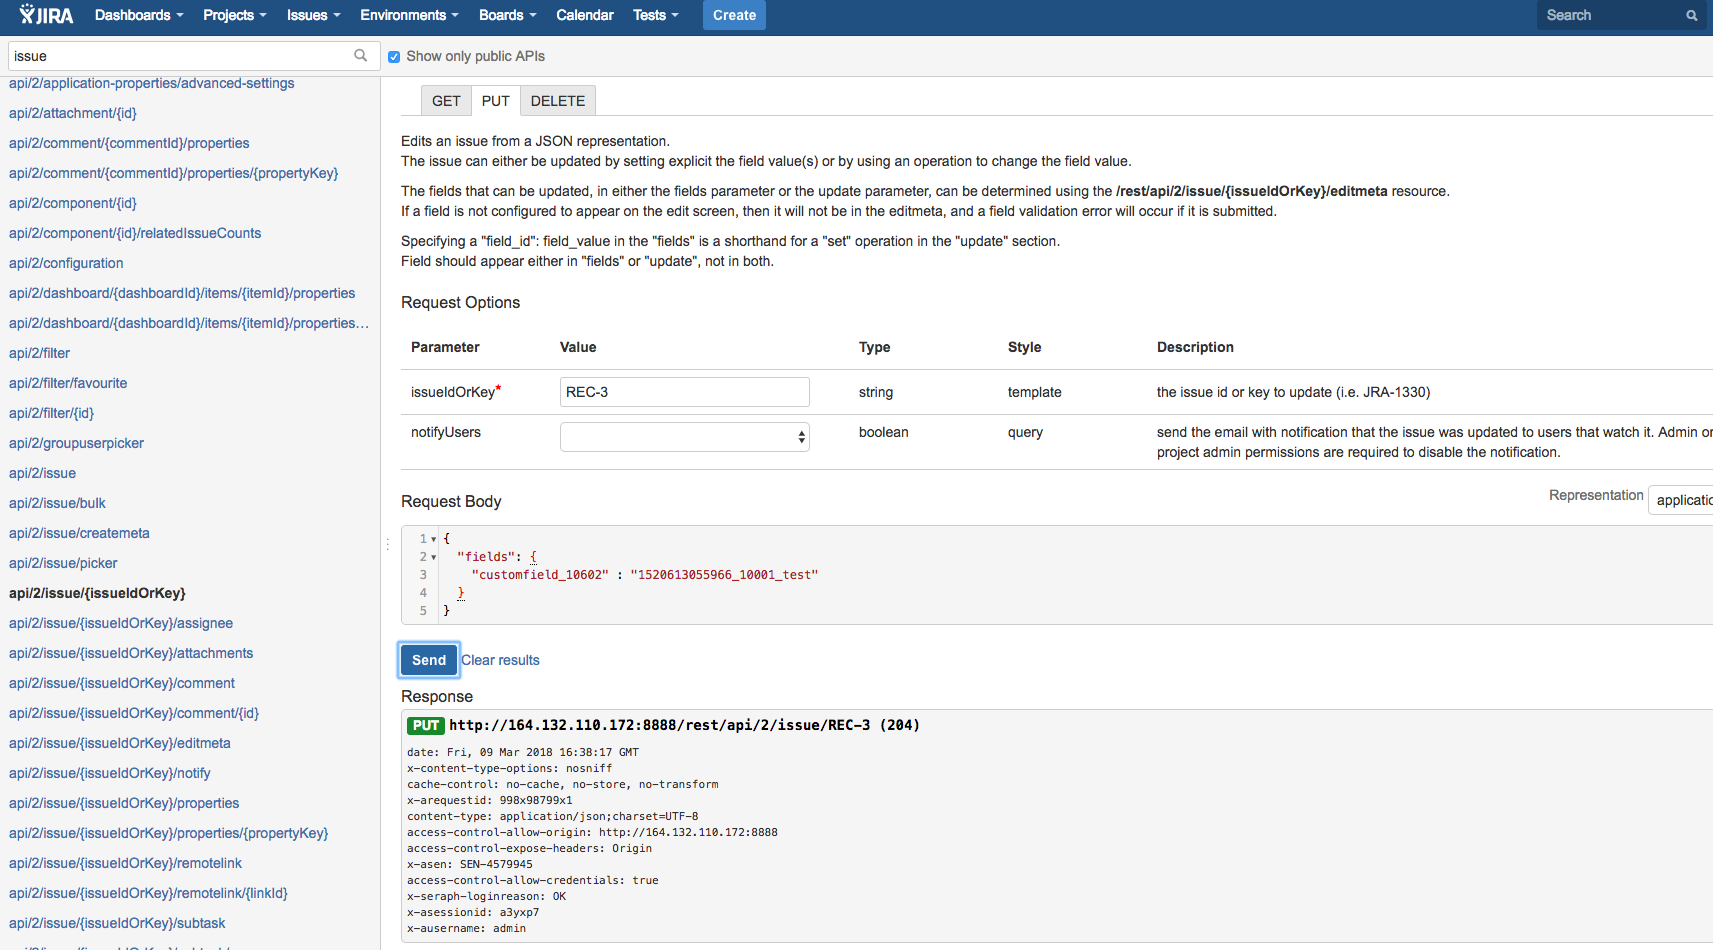 JIRA Dashboards Projects Issues Environments Boards Calendar Tests Create Search
issue
Show only public APIs
api/2/application-properties/advanced-settings
api/2/attachment/{id}
api/2/comment/{commentId}/properties
api/2/comment/{commentId}/properties/{propertyKey}
api/2/component/{id}
api/2/component/{id}/relatedIssueCounts
api/2/configuration
api/2/dashboard/{dashboardId}/items/{itemId}/properties
api/2/dashboard/{dashboardId}/items/{itemId}/properties...
api/2/filter
api/2/filter/favourite
api/2/filter/{id}
api/2/groupuserpicker
api/2/issue
api/2/issue/bulk
api/2/issue/createmeta
api/2/issue/picker
api/2/issue/{issueIdOrKey}
api/2/issue/{issueIdOrKey}/assignee
api/2/issue/{issueIdOrKey}/attachments
api/2/issue/{issueIdOrKey}/comment
api/2/issue/{issueIdOrKey}/comment/{id}
api/2/issue/{issueIdOrKey}/editmeta
api/2/issue/{issueIdOrKey}/notify
api/2/issue/{issueIdOrKey}/properties
api/2/issue/{issueIdOrKey}/properties/{propertyKey}
api/2/issue/{issueIdOrKey}/remotelink
api/2/issue/{issueIdOrKey}/remotelink/{linkId}
api/2/issue/{issueIdOrKey}/subtask
GET PUT DELETE
Edits an issue from a JSON representation.
The issue can either be updated by setting explicit the field value(s) or by using an operation to change the field value.
The fields that can be updated, in either the fields parameter or the update parameter, can be determined using the /rest/api/2/issue/{issueIdOrKey}/editmeta resource.
If a field is not configured to appear on the edit screen, then it will not be in the editmeta, and a field validation error will occur if it is submitted.
Specifying a "field_id": field_value in the "fields" is a shorthand for a "set" operation in the "update" section.
Field should appear either in "fields" or "update", not in both.
Request Options
Parameter Value Type Style Description
issueIdOrKey* REC-3 string template the issue id or key to update (i.e. JRA-1330)
notifyUsers boolean query send the email with notification that the issue was updated to users that watch it. Admin or
project admin permissions are required to disable the notification.
Request Body
Representation applicatio
1 {
2 "fields": {
3 "customfield_10602" : "1520613055966_10001_test"
4 }
5 }
Send Clear results
Response
PUT http://164.132.110.172:8888/rest/api/2/issue/REC-3 (204)
date: Fri, 09 Mar 2018 16:38:17 GMT
x-content-type-options: nosniff
cache-control: no-cache, no-store, no-transform
x-arequestid: 998x98799x1
content-type: application/json;charset=UTF-8
access-control-allow-origin: http://164.132.110.172:8888
access-control-expose-headers: Origin
x-asen: SEN-4579945
access-control-allow-credentials: true
x-seraph-loginreason: OK
x-asessionid: a3yxp7
x-ausername: admin